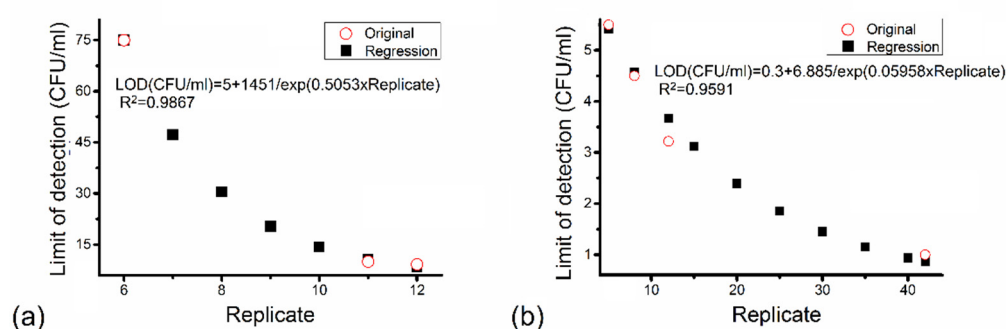 Original
Regression
LOD(CFU/ml)=5+1451/exp(0.5053xReplicate)
R²=0.9867
Limit of detection (CFU/ml)
75
60
45
30
15
6
8
10
12
Replicate
(a)
Original
Regression
LOD(CFU/ml)=0.3+6.885/exp(0.05958xReplicate)
R²=0.9591
Limit of detection (CFU/ml)
5
4
3
2
1
10
20
30
40
Replicate
(b)